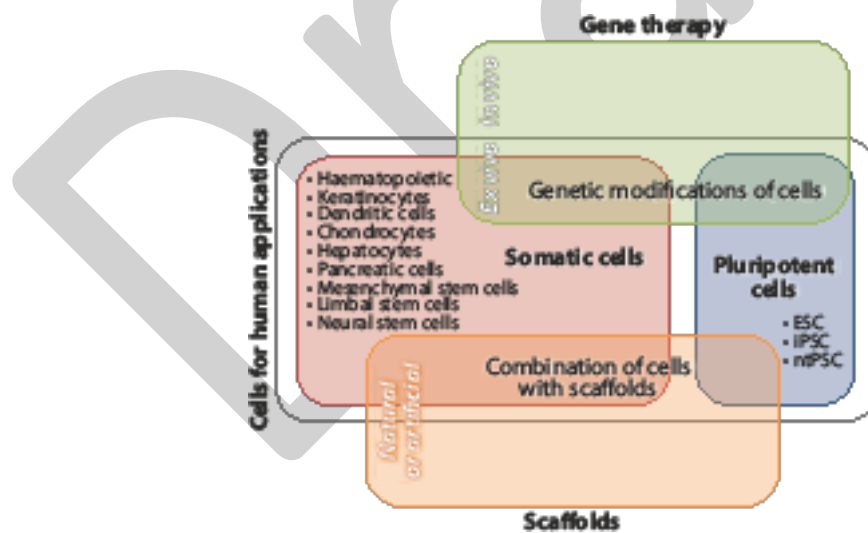 Gene therapy
In vivo
Ex vivo
Genetic modifications of cells
Cells for human applications
• Haematopoietic
• Keratinocytes
• Dendritic cells
• Chondrocytes
• Hepatocytes
• Pancreatic cells
• Mesenchymal stem cells
• Limbal stem cells
• Neural stem cells
Somatic cells
Pluripotent
cells
• ESC
• iPSC
• ntPSC
Combination of cells
with scaffolds
Natural
or artificial
Scaffolds